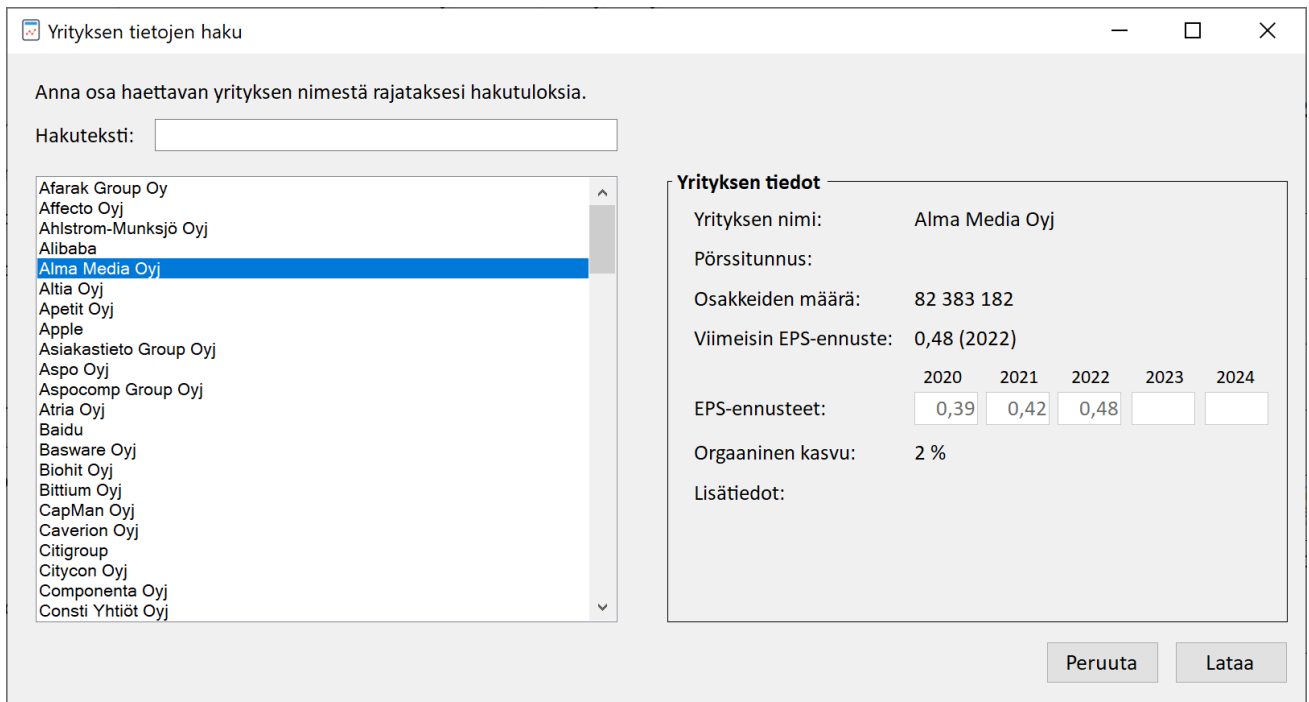 Yrityksen tietojen haku
Anna osa haettavan yrityksen nimestä rajataksesi hakutuloksia.
Hakuteksti:
Afarak Group Oy
Affecto Oyj
Ahlstrom-Munksjö Oyj
Alibaba
Alma Media Oyj
Altia Oyj
Apetit Oyj
Apple
Asiakastieto Group Oyj
Aspo Oyj
Aspocomp Group Oyj
Atria Oyj
Baidu
Basware Oyj
Biohit Oyj
Bittium Oyj
CapMan Oyj
Caverion Oyj
Citigroup
Citycon Oyj
Componenta Oyj
Consti Yhtiöt Oyj
Yrityksen tiedot
Yrityksen nimi: Alma Media Oyj
Pörssitunnus:
Osakkeiden määrä: 82 383 182
Viimeisin EPS-ennuste: 0,48 (2022)
2020 2021 2022 2023 2024
EPS-ennusteet: 0,39 0,42 0,48
Orgaaninen kasvu: 2 %
Lisätiedot:
Peruuta Lataa